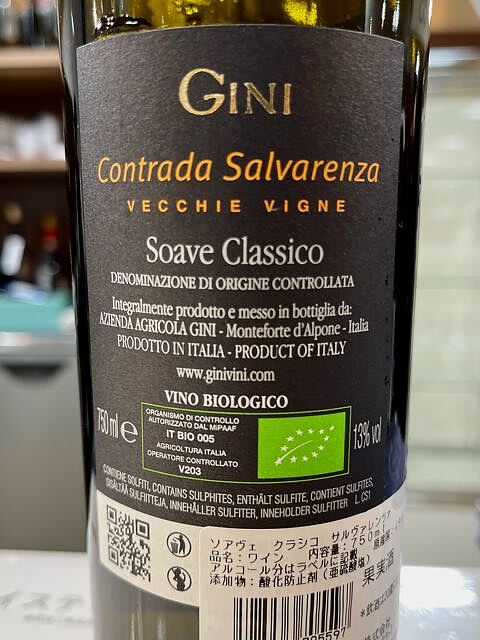 GINI
Contrada Salvarenza
VECCHIE VIGNE
Soave Classico
DENOMINAZIONE DI ORIGINE CONTROLLATA
Integralmente prodotto e messo in bottiglia da:
AZIENDA AGRICOLA GINI - Monteforte d'Alpone - Italia
PRODOTTO IN ITALIA - PRODUCT OF ITALY
www.ginivini.com
VINO BIOLOGICO
ORGANISMO DI CONTROLLO
AUTORIZZATO DAL MIPAAF
IT BIO 005
AGRICOLTURA ITALIA
OPERATORE CONTROLLATO
V203
750 ml e
13% vol
CONTIENE SOLFITI, CONTAINS SULPHITES, ENTHÄLT SULFITE, CONTIENT SULFITES,
SISÄLTÄÄ SULFIITTEJA, INNEHÅLLER SULFITER, INNEHOLDER SULFITTER L CS1
ソアヴェ クラシコ サルヴァレンツァ
品名:ワイン 内容量:750ml
アルコール分はラベルに記載
添加物:酸化防止剤(亜硫酸塩)
果実酒